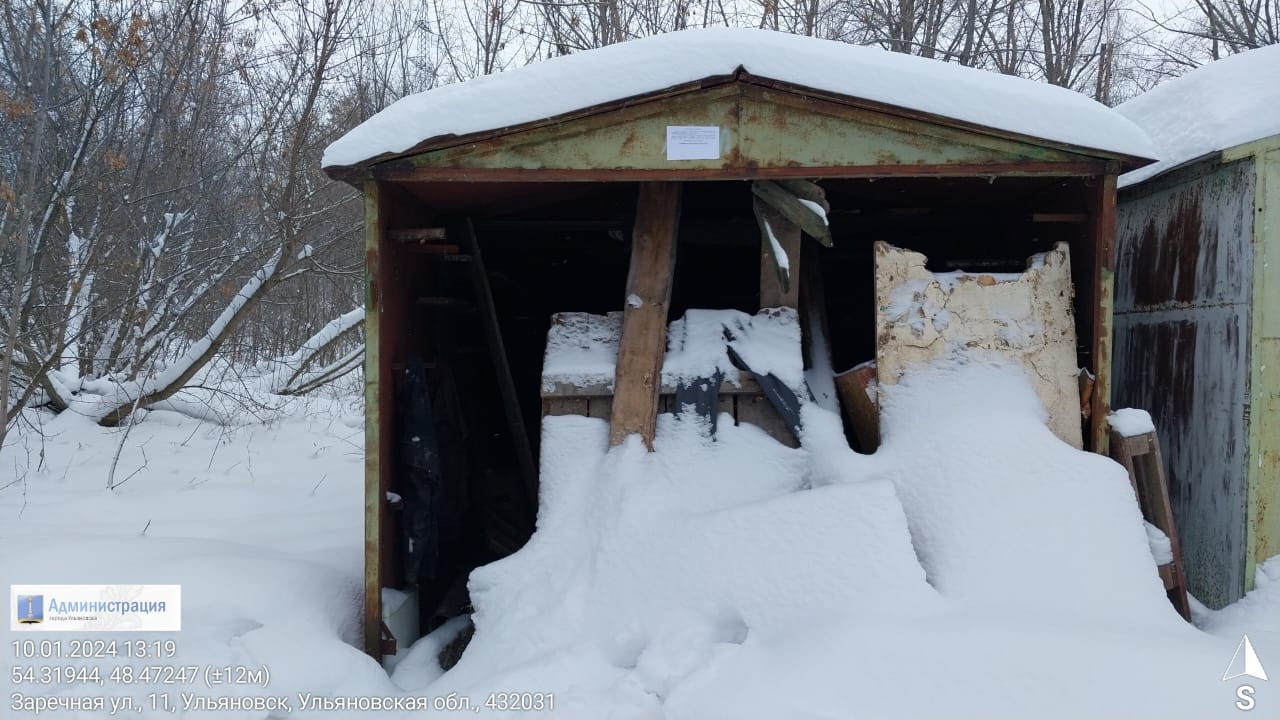 Администрация
города Ульяновска
10.01.2024 13:19
54.31944, 48.47247 (±12м)
Заречная ул., 11, Ульяновск, Ульяновская обл., 432031
S